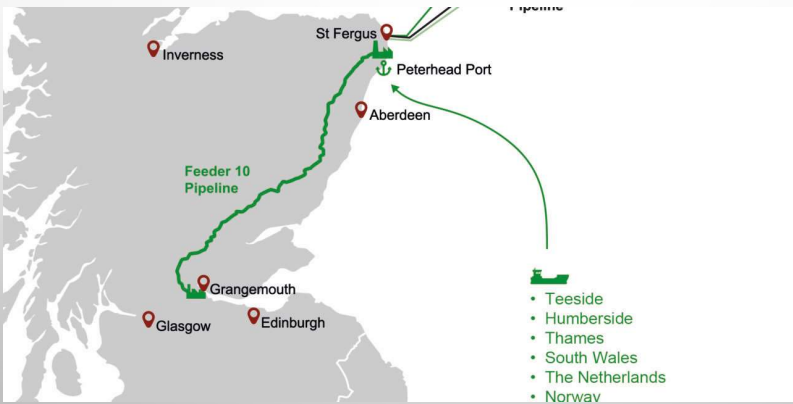 Pipeline
St Fergus
Inverness
Peterhead Port
Aberdeen
Feeder 10
Pipeline
Grangemouth
Glasgow
Edinburgh
• Teeside
• Humberside
• Thames
• South Wales
• The Netherlands
• Norway